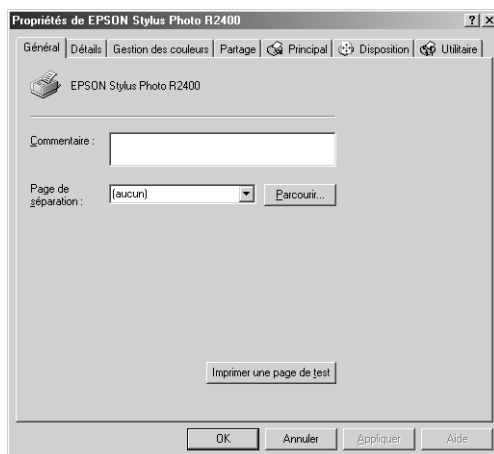 Propriétés de EPSON Stylus Photo R2400
Général Détails Gestion des couleurs Partage Principal Disposition Utilitaire
EPSON Stylus Photo R2400
Commentaire :
Page de
séparation :
(aucun)
Parcourir...
Imprimer une page de test
OK Annuler Appliquer Aide